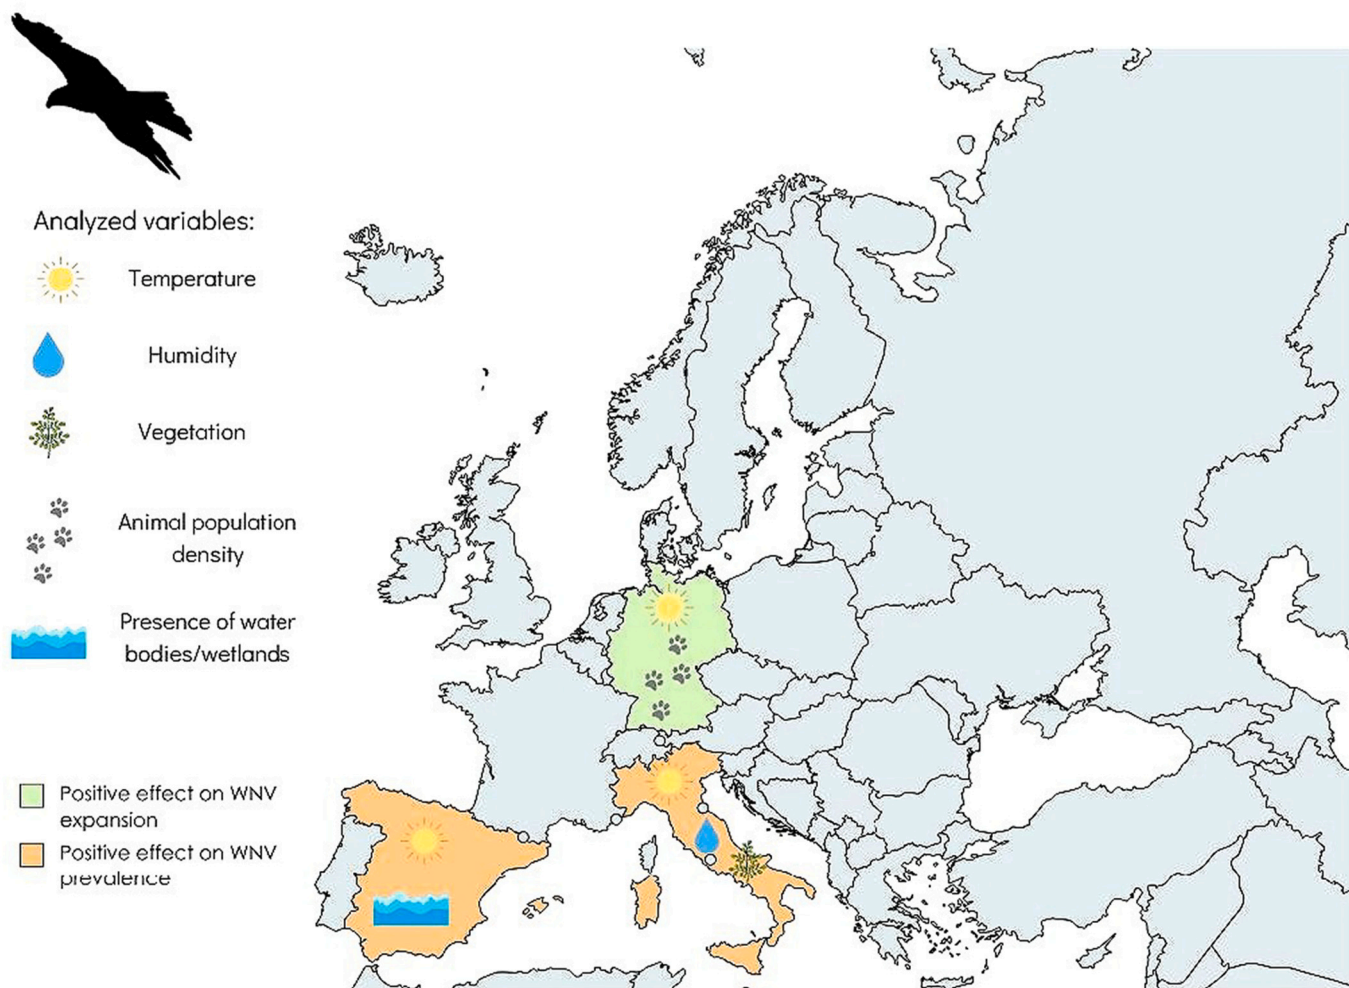 Analyzed variables:
Temperature
Humidity
Vegetation
Animal population
density
Presence of water
bodies/wetlands
Positive effect on WNV
expansion
Positive effect on WNV
prevalence